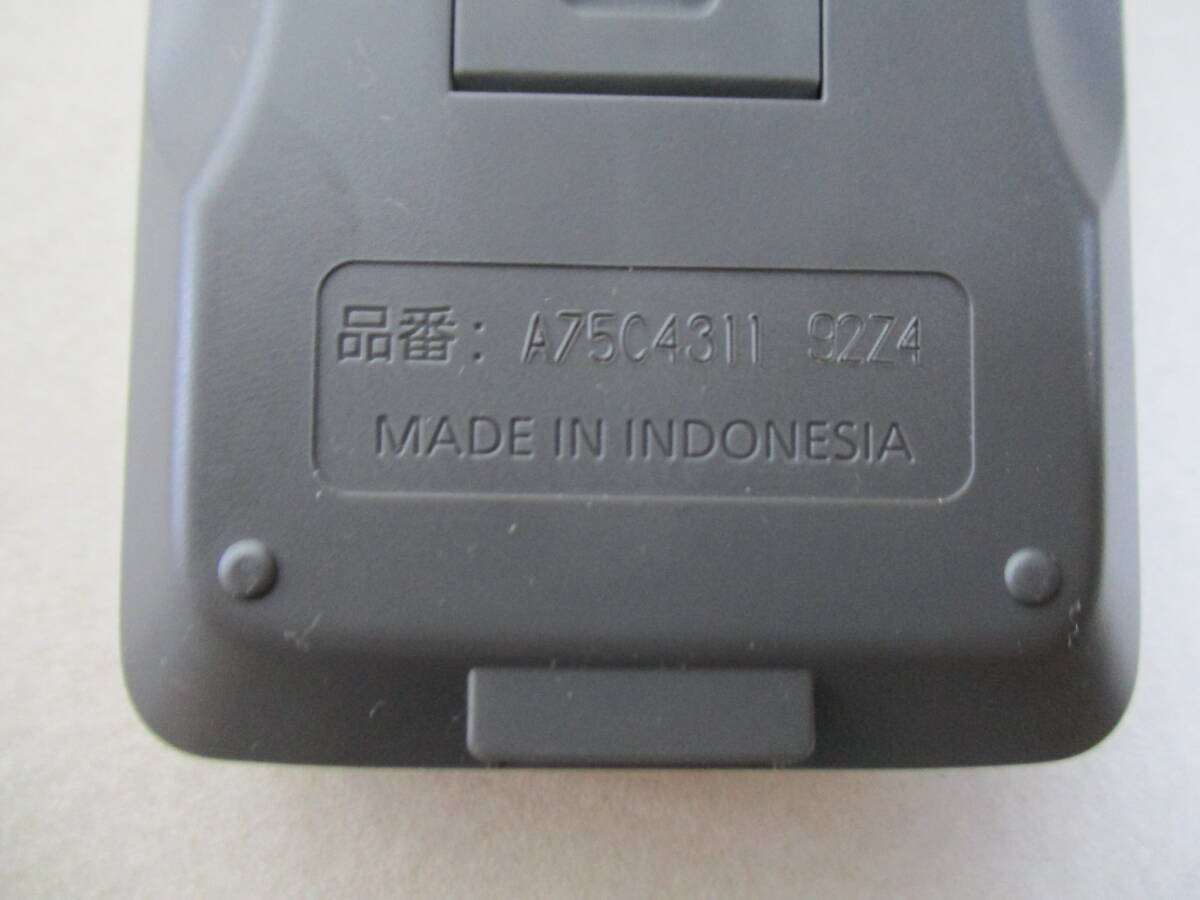 品番: A75C4311 92Z4
MADE IN INDONESIA